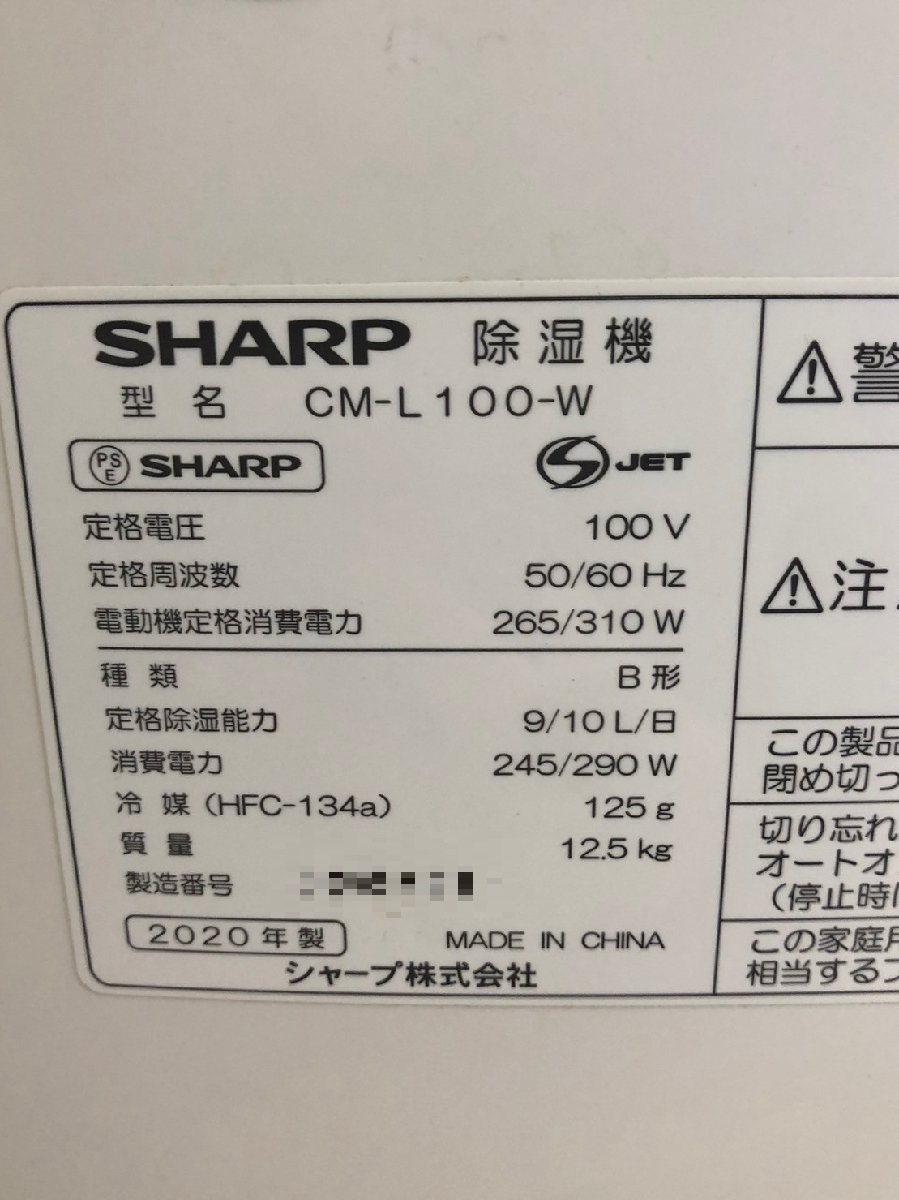 SHARP 除湿機
型名 CM-L100-W
PSE SHARP
S JET
定格電圧 100 V
定格周波数 50/60 Hz
電動機定格消費電力 265/310 W
種類 B形
定格除湿能力 9/10 L/日
消費電力 245/290 W
冷媒(HFC-134a) 125 g
質量 12.5 kg
製造番号
2020年製 MADE IN CHINA
シャープ株式会社
警
注
この製品
閉め切っ
切り忘れ
オートオ
(停止時
この家庭用
相当するフ